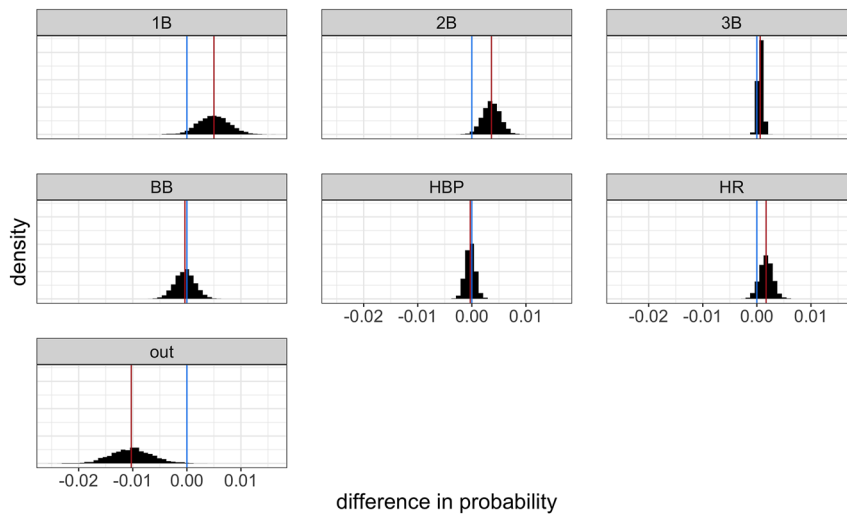 1B
2B
3B
BB
HBP
HR
-0.02 -0.01 0.00 0.01
-0.02 -0.01 0.00 0.01
out
-0.02 -0.01 0.00 0.01
density
difference in probability